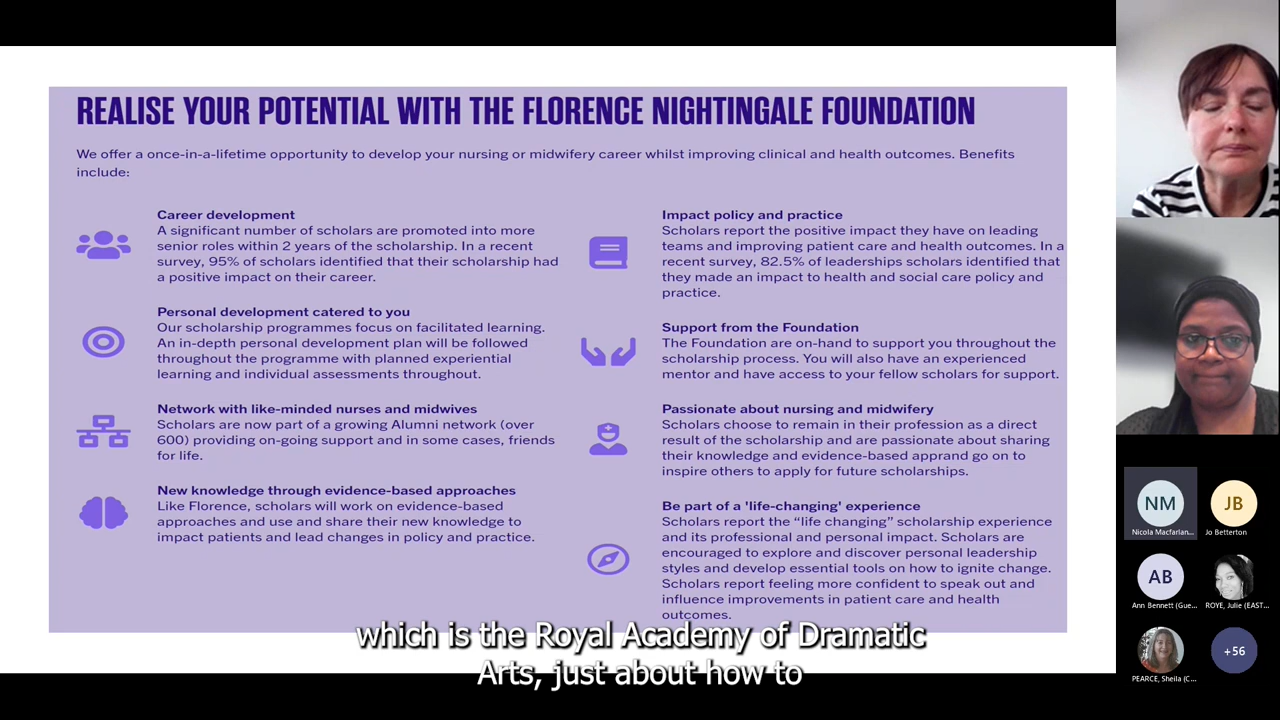 REALISE YOUR POTENTIAL WITH THE FLORENCE NIGHTINGALE FOUNDATION
We offer a once-in-a-lifetime opportunity to develop your nursing or midwifery career whilst improving clinical and health outcomes. Benefits
include:
Career development
A significant number of scholars are promoted into more
senior roles within 2 years of the scholarship. In a recent
survey, 95% of scholars identified that their scholarship had
a positive impact on their career.
Personal development catered to you
Our scholarship programmes focus on facilitated learning.
An in-depth personal development plan will be followed
throughout the programme with planned experiential
learning and individual assessments throughout.
Network with like-minded nurses and midwives
Scholars are now part of a growing Alumni network (over
600) providing on-going support and in some cases, friends
for life.
New knowledge through evidence-based approaches
Like Florence, scholars will work on evidence-based
approaches and use and share their new knowledge to
impact patients and lead changes in policy and practice.
Impact policy and practice
Scholars report the positive impact they have on leading
teams and improving patient care and health outcomes. In a
recent survey, 82.5% of leaderships scholars identified that
they made an impact to health and social care policy and
practice.
Support from the Foundation
The Foundation are on-hand to support you throughout the
scholarship process. You will also have an experienced
mentor and have access to your fellow scholars for support.
Passionate about nursing and midwifery
Scholars choose to remain in their profession as a direct
result of the scholarship and are passionate about sharing
their knowledge and evidence-based apprand go on to
inspire others to apply for future scholarships.
Be part of a 'life-changing' experience
Scholars report the “life changing” scholarship experience
and its professional and personal impact. Scholars are
encouraged to explore and discover personal leadership
styles and develop essential tools on how to ignite change.
Scholars report feeling more confident to speak out and
influence improvements in patient care and health
outcomes.
which is the Royal Academy of Dramatic
Arts, just about how to
NM
Nicola Macfarlan...
JB
Jo Betterton
AB
Ann Bennett (Gue...
ROYE, Julie (EAST...
PEARCE, Sheila (C...
+56